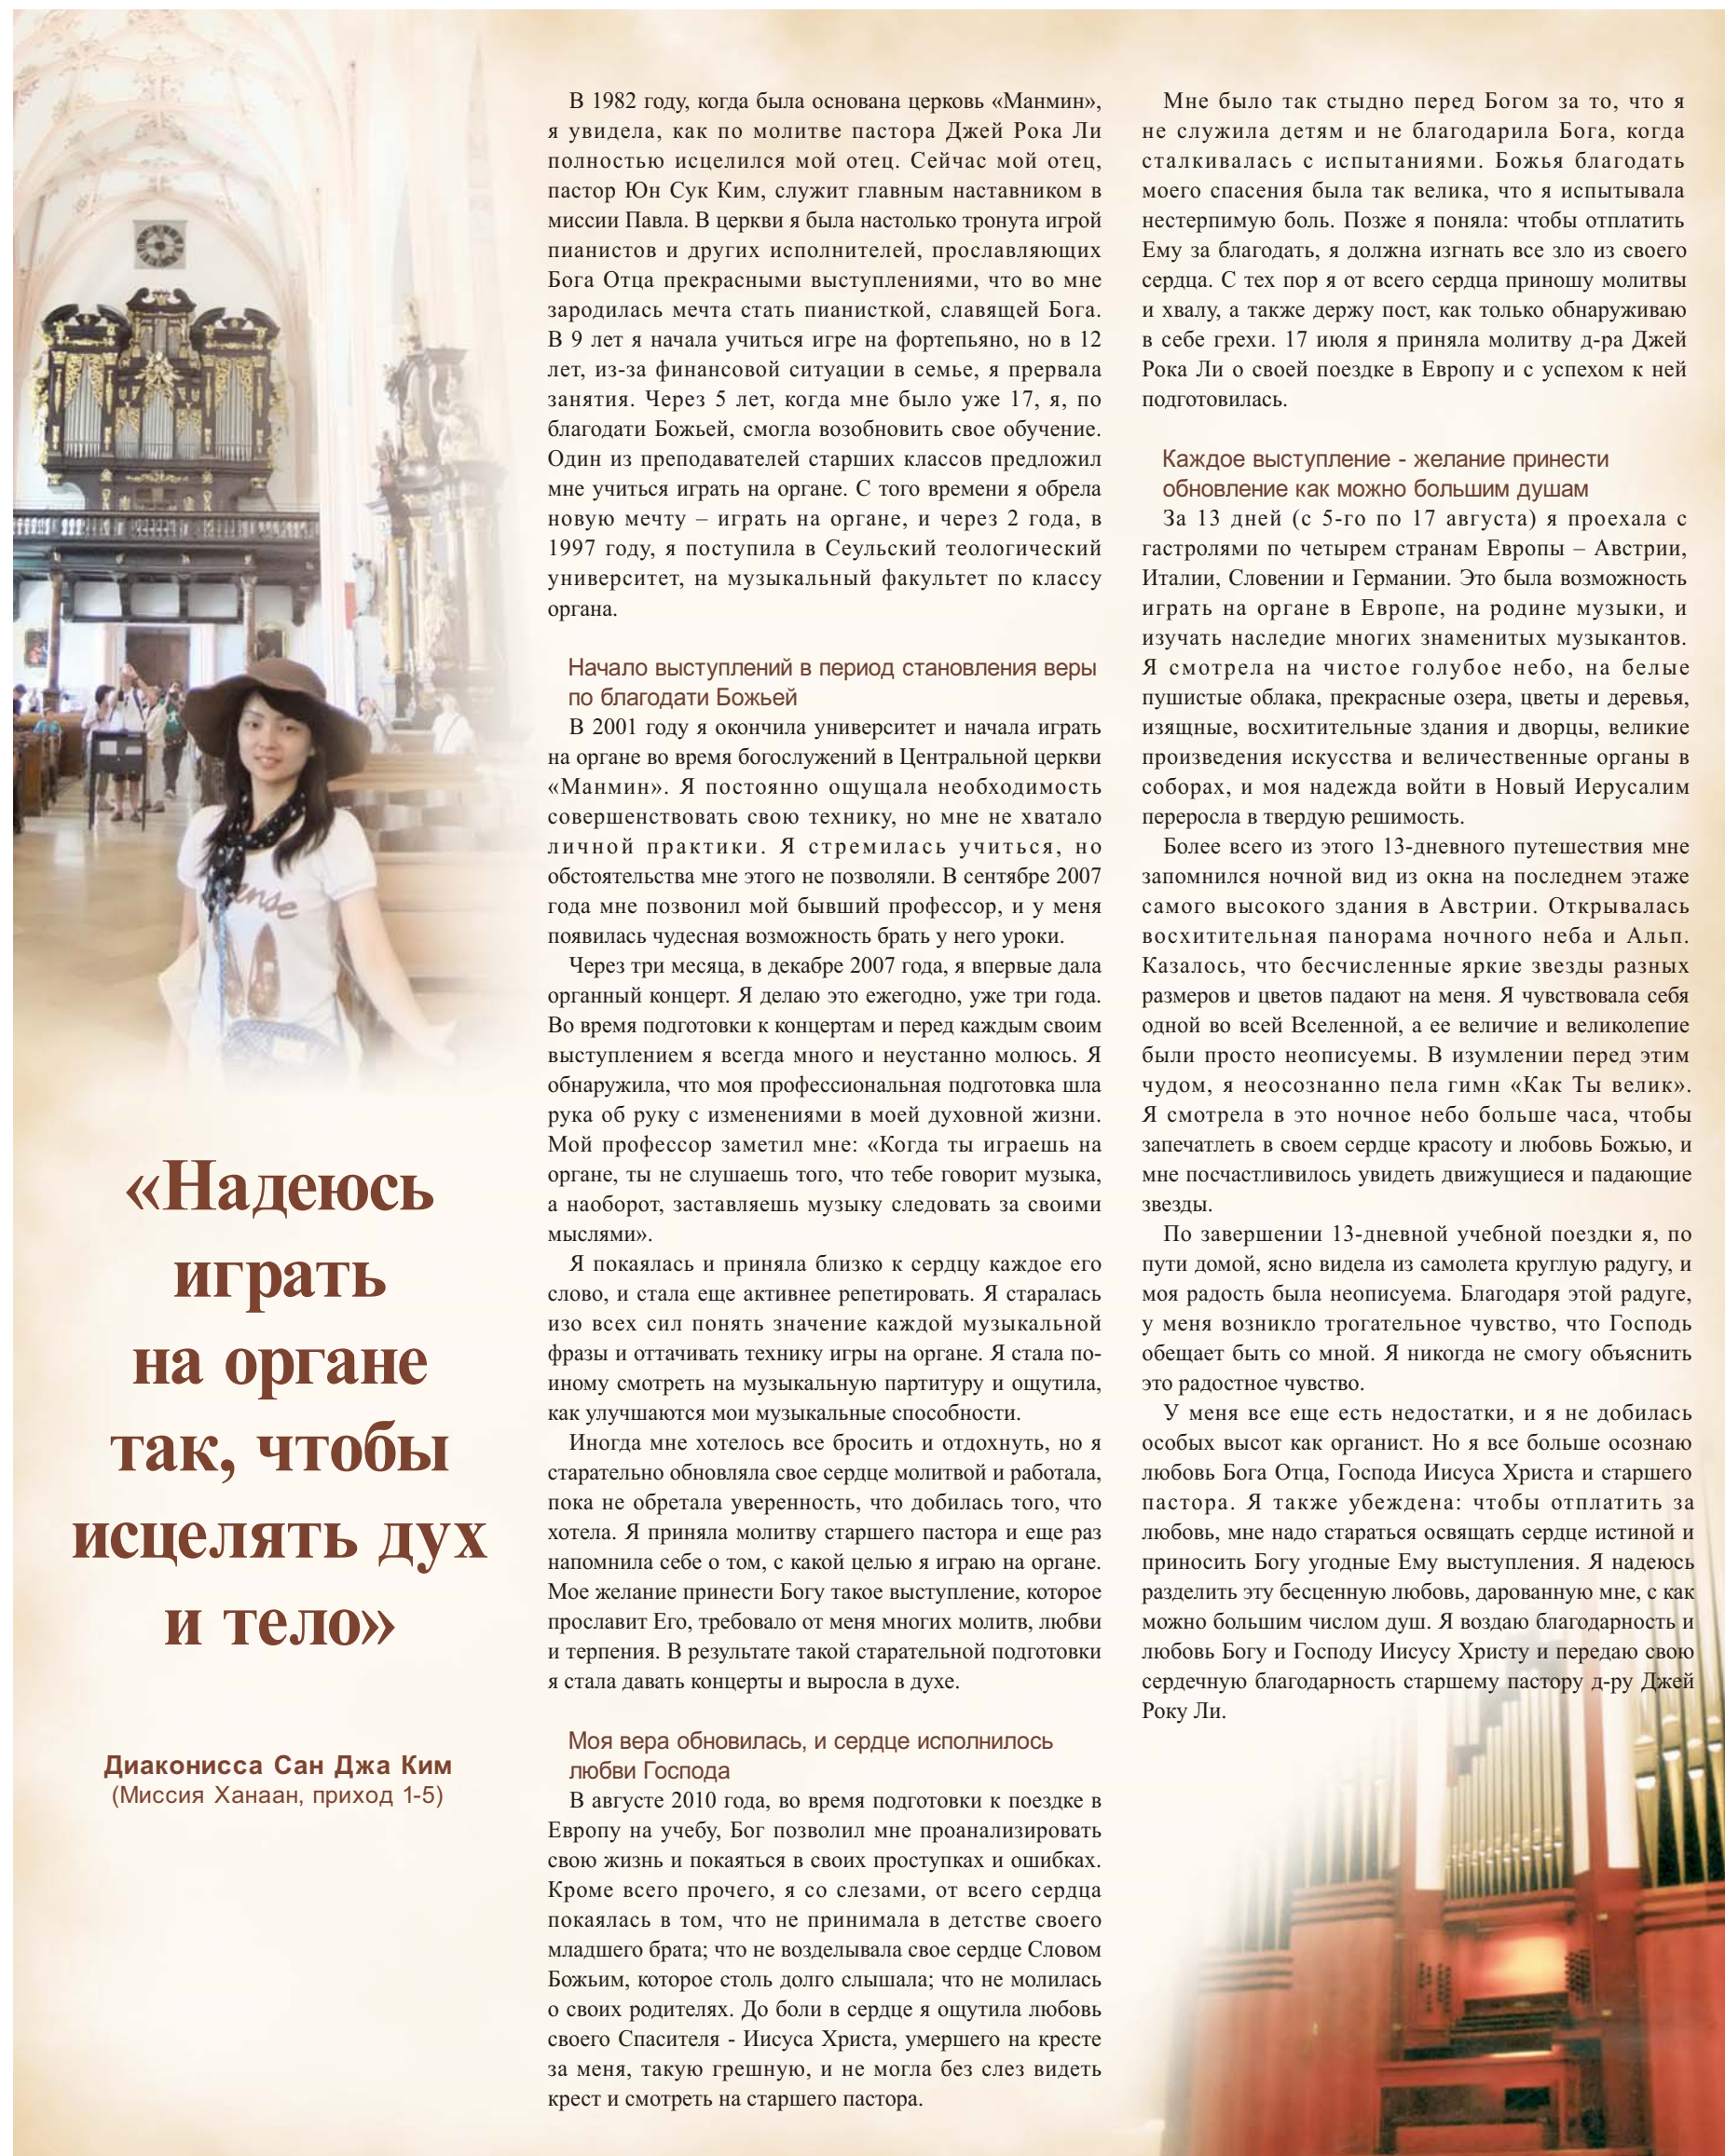 «Надеюсь
играть
на органе
так, чтобы
исцелять дух
и тело»
Диаконисса Сан Джа Ким
(Миссия Ханаан, приход 1-5)
В 1982 году, когда была основана церковь «Манмин»,
я увидела, как по молитве пастора Джей Рока Ли
полностью исцелился мой отец. Сейчас мой отец,
пастор Юн Сук Ким, служит главным наставником в
миссии Павла. В церкви я была настолько тронута игрой
пианистов и других исполнителей, прославляющих
Бога Отца прекрасными выступлениями, что во мне
зародилась мечта стать пианисткой, славящей Бога.
В 9 лет я начала учиться игре на фортепьяно, но в 12
лет, из-за финансовой ситуации в семье, я прервала
занятия. Через 5 лет, когда мне было уже 17, я, по
благодати Божьей, смогла возобновить свое обучение.
Один из преподавателей старших классов предложил
мне учиться играть на органе. С того времени я обрела
новую мечту – играть на органе, и через 2 года, в
1997 году, я поступила в Сеульский теологический
университет, на музыкальный факультет по классу
органа.
Начало выступлений в период становления веры
по благодати Божьей
В 2001 году я окончила университет и начала играть
на органе во время богослужений в Центральной церкви
«Манмин». Я постоянно ощущала необходимость
совершенствовать свою технику, но мне не хватало
личной практики. Я стремилась учиться, но
обстоятельства мне этого не позволяли. В сентябре 2007
года мне позвонил мой бывший профессор, и у меня
появилась чудесная возможность брать у него уроки.
Через три месяца, в декабре 2007 года, я впервые дала
органный концерт. Я делаю это ежегодно, уже три года.
Во время подготовки к концертам и перед каждым своим
выступлением я всегда много и неустанно молюсь. Я
обнаружила, что моя профессиональная подготовка шла
рука об руку с изменениями в моей духовной жизни.
Мой профессор заметил мне: «Когда ты играешь на
органе, ты не слушаешь того, что тебе говорит музыка,
а наоборот, заставляешь музыку следовать за своими
мыслями».
Я покаялась и приняла близко к сердцу каждое его
слово, и стала еще активнее репетировать. Я старалась
изо всех сил понять значение каждой музыкальной
фразы и оттачивать технику игры на органе. Я стала по-
иному смотреть на музыкальную партитуру и ощутила,
как улучшаются мои музыкальные способности.
Иногда мне хотелось все бросить и отдохнуть, но я
старательно обновляла свое сердце молитвой и работала,
пока не обретала уверенность, что добилась того, что
хотела. Я приняла молитву старшего пастора и еще раз
напомнила себе о том, с какой целью я играю на органе.
Мое желание принести Богу такое выступление, которое
прославит Его, требовало от меня многих молитв, любви
и терпения. В результате такой старательной подготовки
я стала давать концерты и выросла в духе.
Моя вера обновилась, и сердце исполнилось
любви Господа
В августе 2010 года, во время подготовки к поездке в
Европу на учебу, Бог позволил мне проанализировать
свою жизнь и покаяться в своих проступках и ошибках.
Кроме всего прочего, я со слезами, от всего сердца
покаялась в том, что не принимала в детстве своего
младшего брата; что не возделывала свое сердце Словом
Божьим, которое столь долго слышала; что не молилась
о своих родителях. До боли в сердце я ощутила любовь
своего Спасителя - Иисуса Христа, умершего на кресте
за меня, такую грешную, и не могла без слез видеть
крест и смотреть на старшего пастора.
Мне было так стыдно перед Богом за то, что я
не служила детям и не благодарила Бога, когда
сталкивалась с испытаниями. Божья благодать
моего спасения была так велика, что я испытывала
нестерпимую боль. Позже я поняла: чтобы отплатить
Ему за благодать, я должна изгнать все зло из своего
сердца. С тех пор я от всего сердца приношу молитвы
и хвалу, а также держу пост, как только обнаруживаю
в себе грехи. 17 июля я приняла молитву д-ра Джей
Рока Ли о своей поездке в Европу и с успехом к ней
подготовилась.
Каждое выступление - желание принести
обновление как можно большим душам
За 13 дней (с 5-го по 17 августа) я проехала с
гастролями по четырем странам Европы – Австрии,
Италии, Словении и Германии. Это была возможность
играть на органе в Европе, на родине музыки, и
изучать наследие многих знаменитых музыкантов.
Я смотрела на чистое голубое небо, на белые
пушистые облака, прекрасные озера, цветы и деревья,
изящные, восхитительные здания и дворцы, великие
произведения искусства и величественные органы в
соборах, и моя надежда войти в Новый Иерусалим
переросла в твердую решимость.
Более всего из этого 13-дневного путешествия мне
запомнился ночной вид из окна на последнем этаже
самого высокого здания в Австрии. Открывалась
восхитительная панорама ночного неба и Альп.
Казалось, что бесчисленные яркие звезды разных
размеров и цветов падают на меня. Я чувствовала себя
одной во всей Вселенной, а ее величие и великолепие
были просто неописуемы. В изумлении перед этим
чудом, я неосознанно пела гимн «Как Ты велик».
Я смотрела в это ночное небо больше часа, чтобы
запечатлеть в своем сердце красоту и любовь Божью, и
мне посчастливилось увидеть движущиеся и падающие
звезды.
По завершении 13-дневной учебной поездки я, по
пути домой, ясно видела из самолета круглую радугу, и
моя радость была неописуема. Благодаря этой радуге,
у меня возникло трогательное чувство, что Господь
обещает быть со мной. Я никогда не смогу объяснить
это радостное чувство.
У меня все еще есть недостатки, и я не добилась
особых высот как органист. Но я все больше осознаю
любовь Бога Отца, Господа Иисуса Христа и старшего
пастора. Я также убеждена: чтобы отплатить за
любовь, мне надо стараться освящать сердце истиной и
приносить Богу угодные Ему выступления. Я надеюсь
разделить эту бесценную любовь, дарованную мне, с как
можно большим числом душ. Я воздаю благодарность и
любовь Богу и Господу Иисусу Христу и передаю свою
сердечную благодарность старшему пастору д-ру Джей
Року Ли.